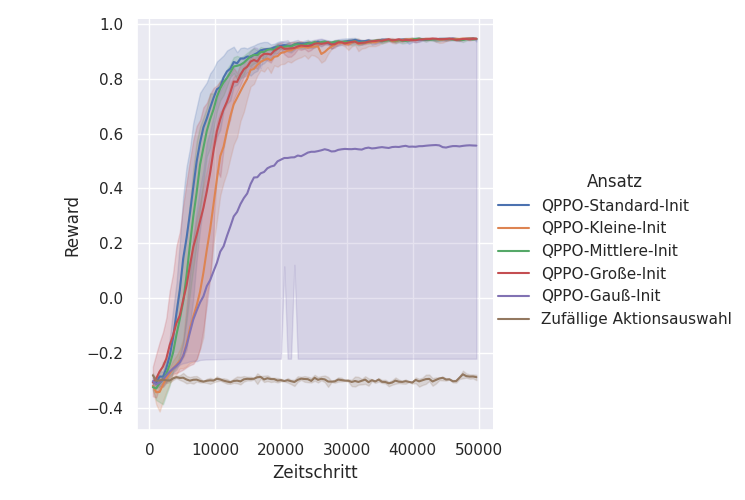 1.0
0.8
0.6
0.4
0.2
0.0
−0.2
−0.4
Reward
0
10000
20000
30000
40000
50000
Zeitschritt
Ansatz
QPPO-Standard-Init
QPPO-Kleine-Init
QPPO-Mittlere-Init
QPPO-Große-Init
QPPO-Gauß-Init
Zufällige Aktionsauswahl